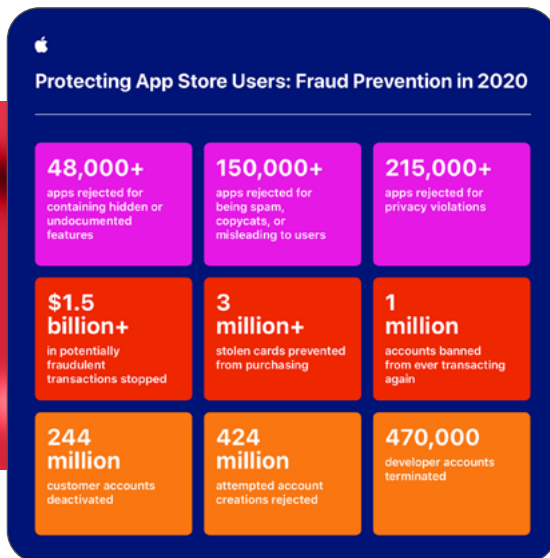 Protecting App Store Users: Fraud Prevention in 2020
48,000+
apps rejected for
containing hidden or
undocumented
features
150,000+
apps rejected for
being spam,
copycats, or
misleading to users
215,000+
apps rejected for
privacy violations
$1.5
billion+
in potentially
fraudulent
transactions stopped
3
million+
stolen cards prevented
from purchasing
1
million
accounts banned
from ever transacting
again
244
million
customer accounts
deactivated
424
million
attempted account
creations rejected
470,000
developer accounts
terminated